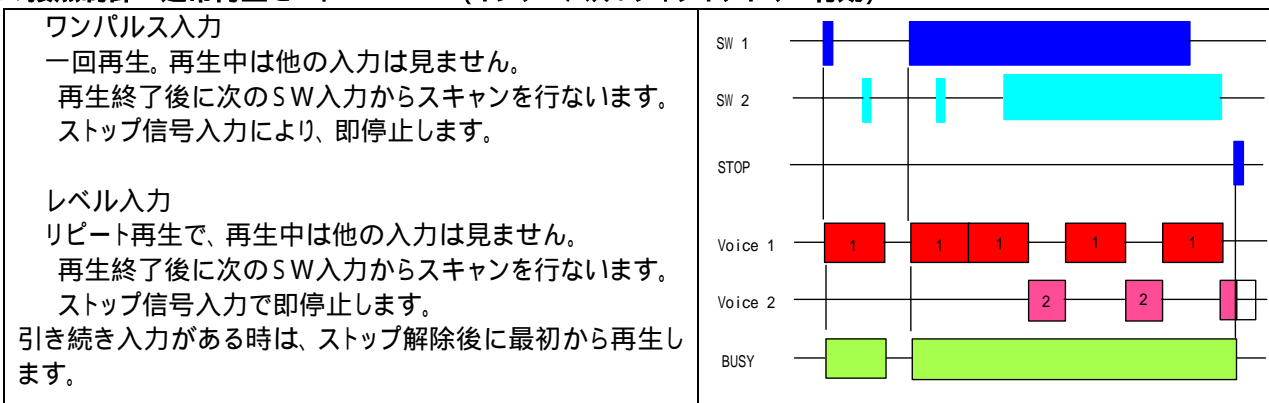 ワンパルス入力
一回再生。再生中は他の入力は見ません。
再生終了後に次のSW入力からスキャンを行ないます。
ストップ信号入力により、即停止します。
レベル入力
リピート再生で、再生中は他の入力は見ません。
再生終了後に次のSW入力からスキャンを行ないます。
ストップ信号入力で即停止します。
引き続き入力がある時は、ストップ解除後に最初から再生し
ます。
SW 1
SW 2
STOP
Voice 1
1 1 1 1 1
Voice 2
2 2
BUSY